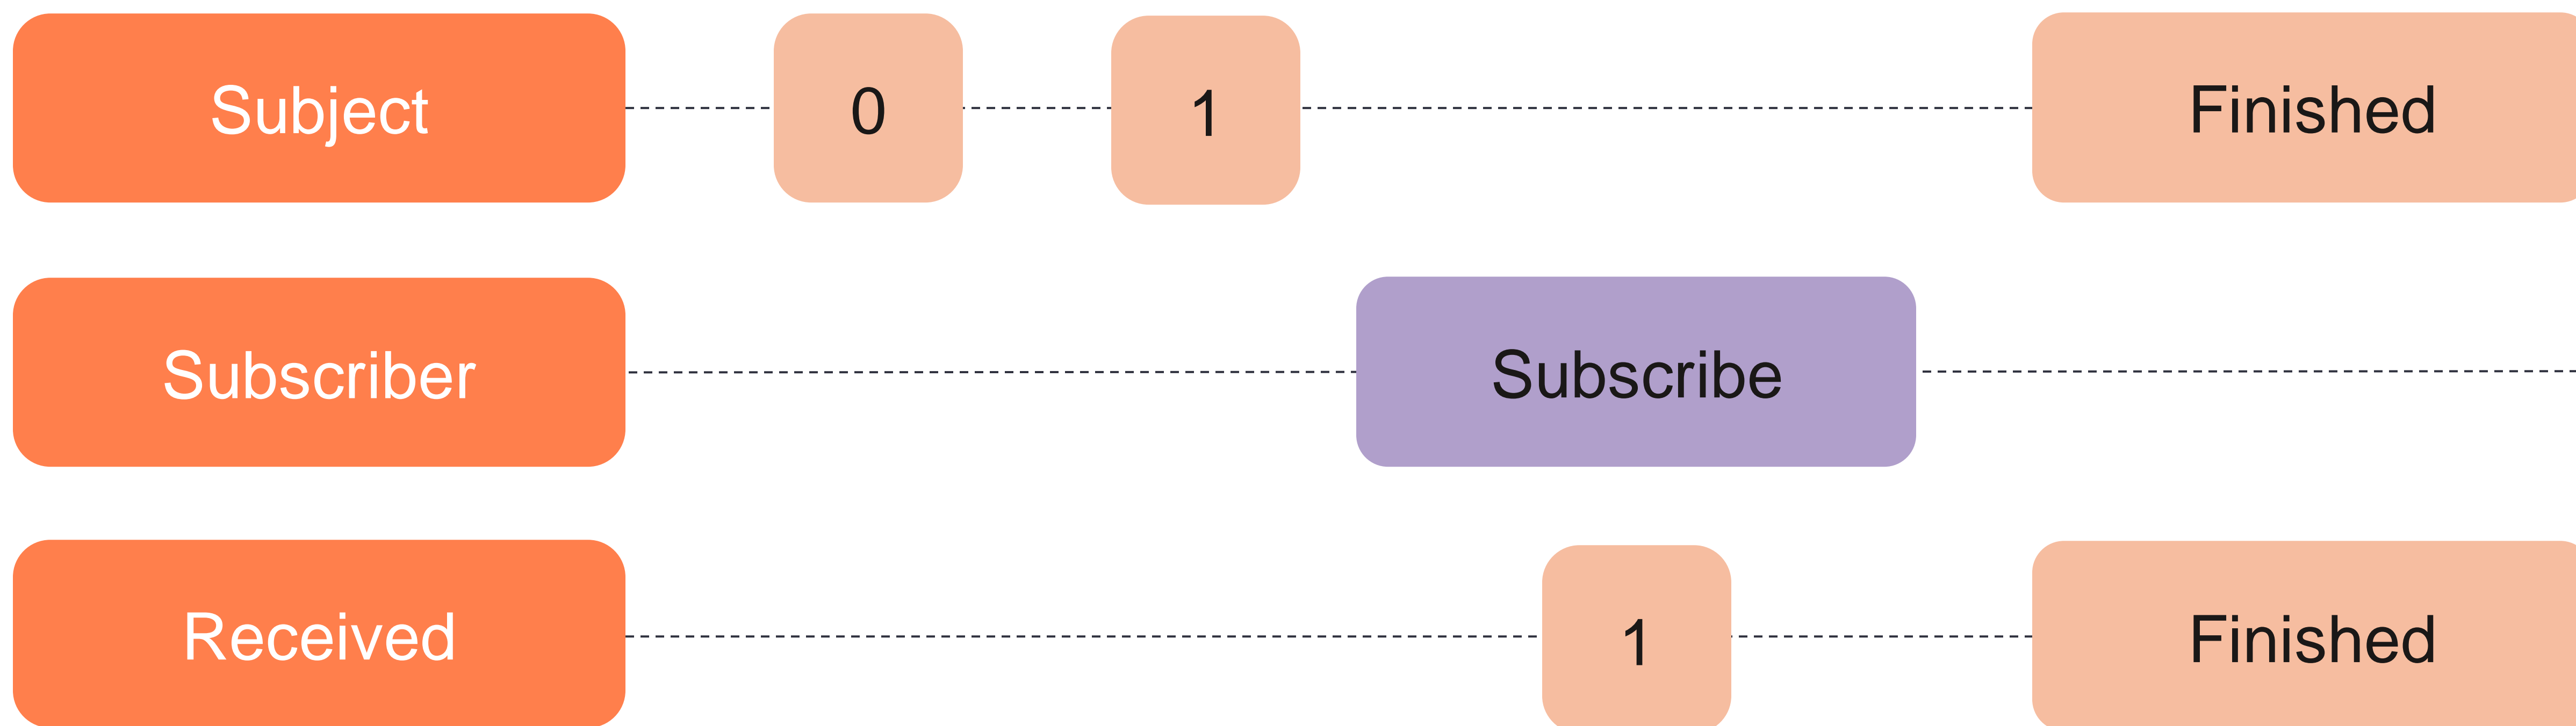 Subject 0 1 Finished
Subscriber Subscribe
Received 1 Finished